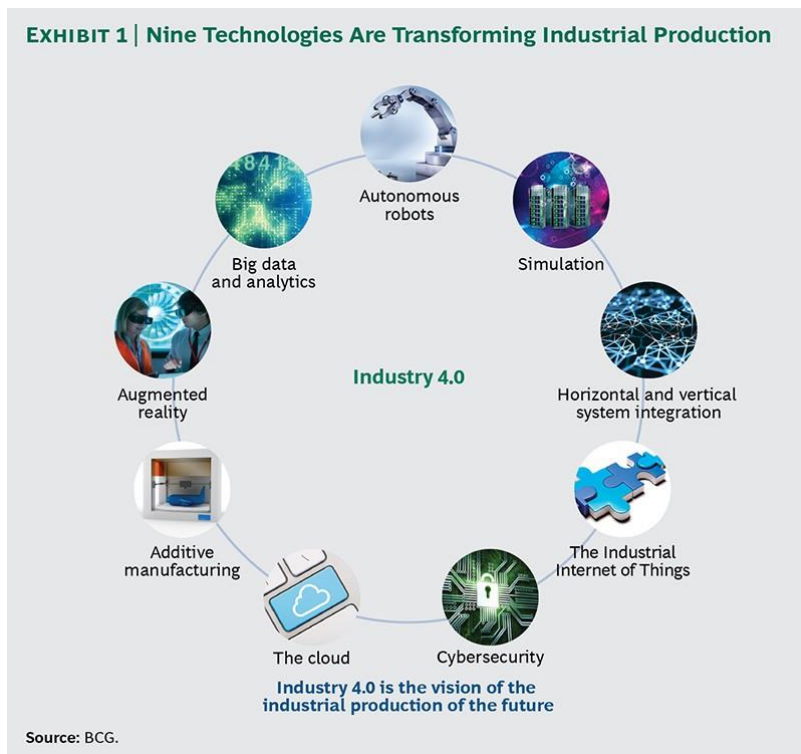 EXHIBIT 1 | Nine Technologies Are Transforming Industrial Production
Autonomous
robots
Simulation
Big data
and analytics
Horizontal and vertical
system integration
Augmented
reality
Industry 4.0
The Industrial
Internet of Things
Additive
manufacturing
Cybersecurity
The cloud
Industry 4.0 is the vision of the
industrial production of the future
Source: BCG.